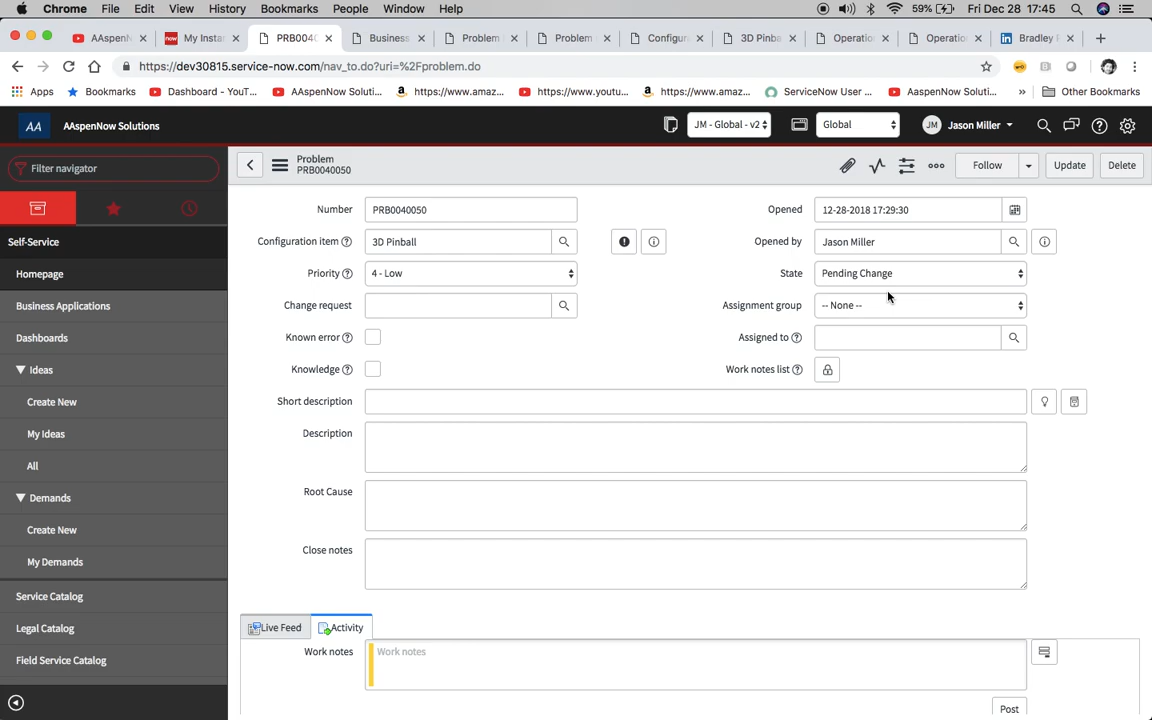 Chrome File Edit View History Bookmarks People Window Help 59% Fri Dec 28 17:45
AAspenN My Insta PRB004 Business Problem Problem Configur 3D Pinba Operatio Operatio Bradley
https://dev30815.service-now.com/nav_to.do?uri=%2Fproblem.do
Apps Bookmarks Dashboard - YouT... AAspenNow Soluti... https://www.amaz... https://www.youtu... https://www.amaz... ServiceNow User ... AAspenNow Soluti... » Other Bookmarks
AA AAspenNow Solutions JM - Global - v2 Global JM Jason Miller
Filter navigator
Problem
PRB0040050
Follow Update Delete
Self-Service
Homepage
Business Applications
Dashboards
Ideas
Create New
My Ideas
All
Demands
Create New
My Demands
Service Catalog
Legal Catalog
Field Service Catalog
Number PRB0040050
Configuration item 3D Pinball
Priority 4 - Low
Change request
Known error
Knowledge
Opened 12-28-2018 17:29:30
Opened by Jason Miller
State Pending Change
Assignment group -- None --
Assigned to
Work notes list
Short description
Description
Root Cause
Close notes
Live Feed Activity
Work notes Work notes
Post